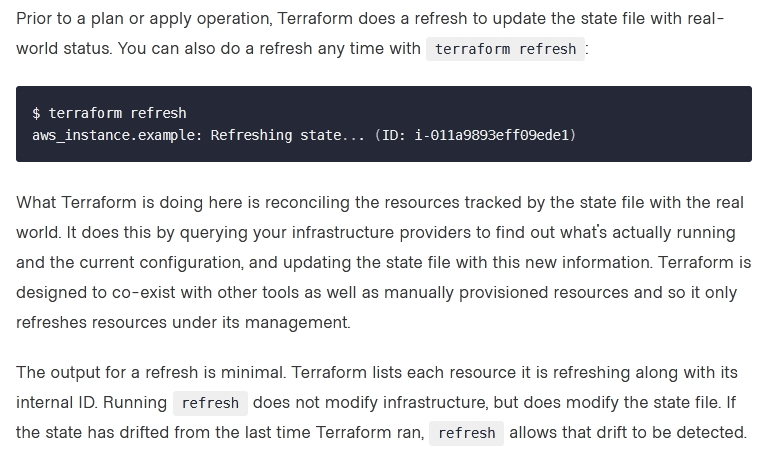 Prior to a plan or apply operation, Terraform does a refresh to update the state file with real-
world status. You can also do a refresh any time with terraform refresh :
$ terraform refresh
aws_instance.example: Refreshing state... (ID: i-011a9893eff09ede1)
What Terraform is doing here is reconciling the resources tracked by the state file with the real
world. It does this by querying your infrastructure providers to find out what's actually running
and the current configuration, and updating the state file with this new information. Terraform is
designed to co-exist with other tools as well as manually provisioned resources and so it only
refreshes resources under its management.
The output for a refresh is minimal. Terraform lists each resource it is refreshing along with its
internal ID. Running refresh does not modify infrastructure, but does modify the state file. If
the state has drifted from the last time Terraform ran, refresh allows that drift to be detected.